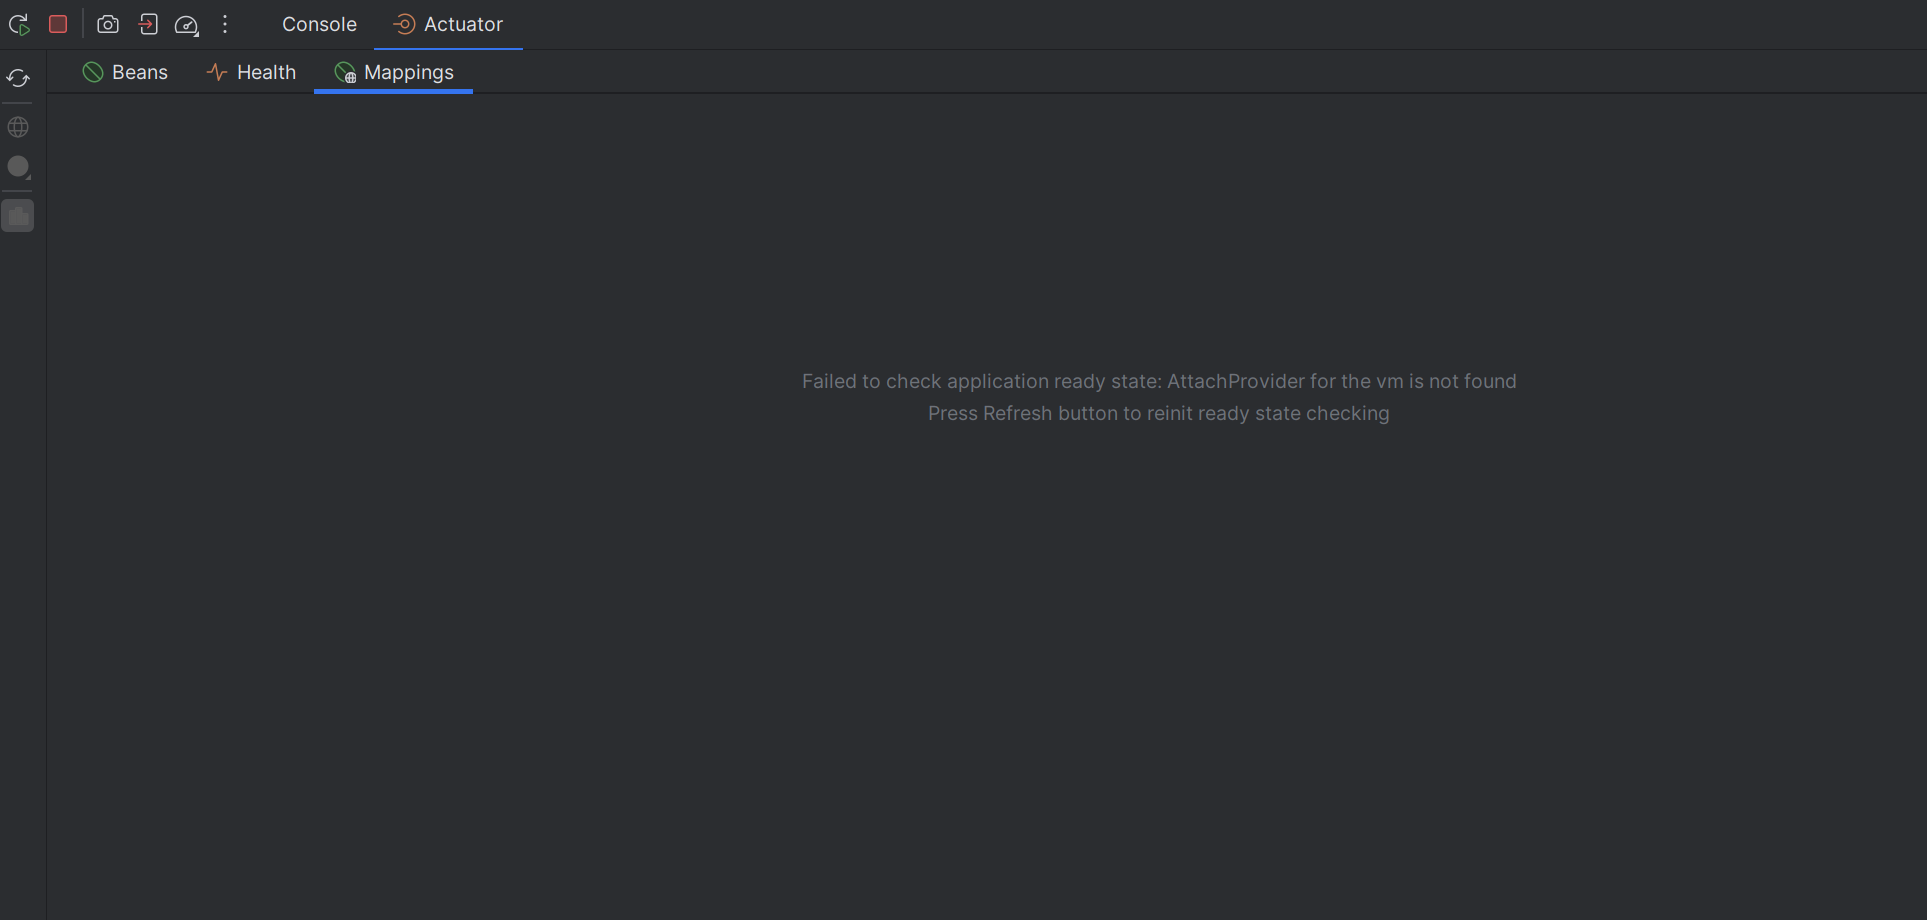 Console
Actuator
Beans
Health
Mappings
Failed to check application ready state: AttachProvider for the vm is not found
Press Refresh button to reinit ready state checking